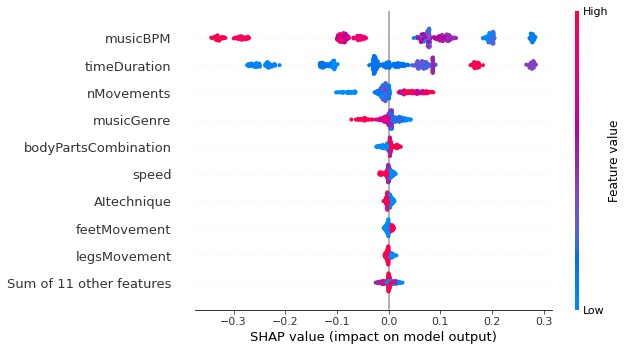 High
musicBPM
timeDuration
nMovements
musicGenre
bodyPartsCombination
speed
AItechnique
feetMovement
legsMovement
Sum of 11 other features
Feature value
Low
−0.3 −0.2 −0.1 0.0 0.1 0.2 0.3
SHAP value (impact on model output)